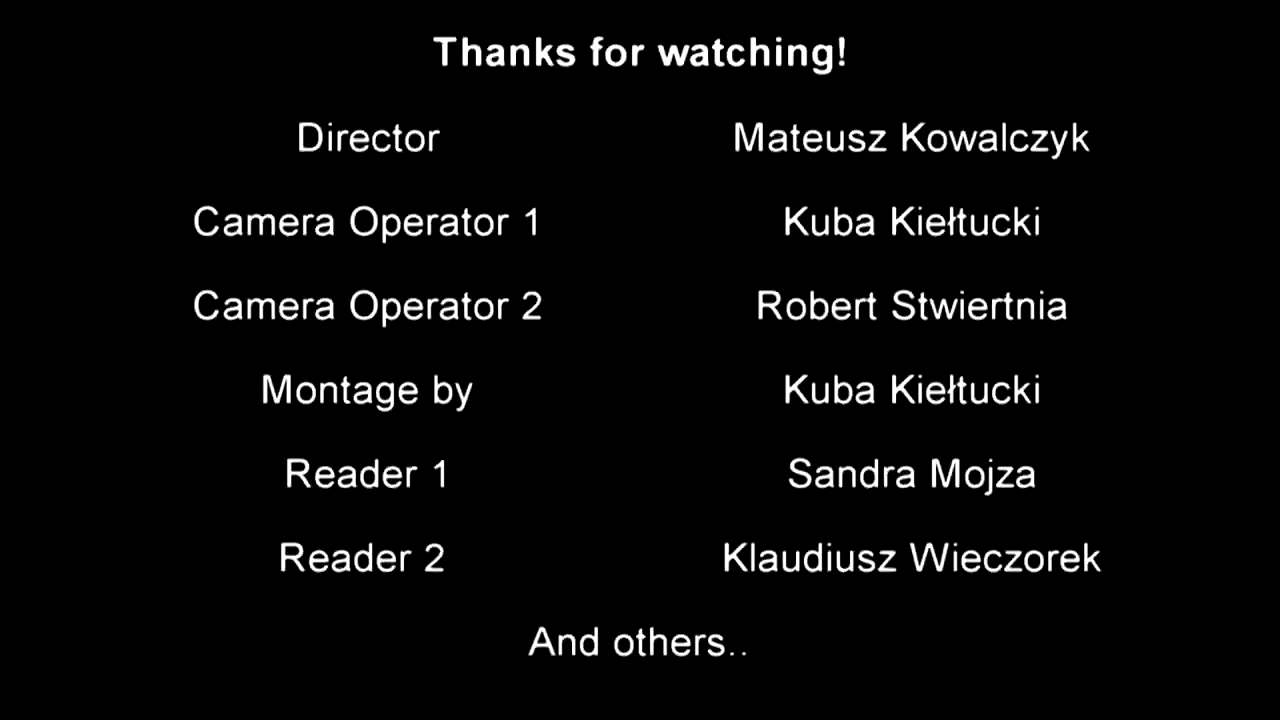 Thanks for watching!
Director Mateusz Kowalczyk
Camera Operator 1 Kuba Kiełtucki
Camera Operator 2 Robert Stwiertnia
Montage by Kuba Kiełtucki
Reader 1 Sandra Mojza
Reader 2 Klaudiusz Wieczorek
And others..